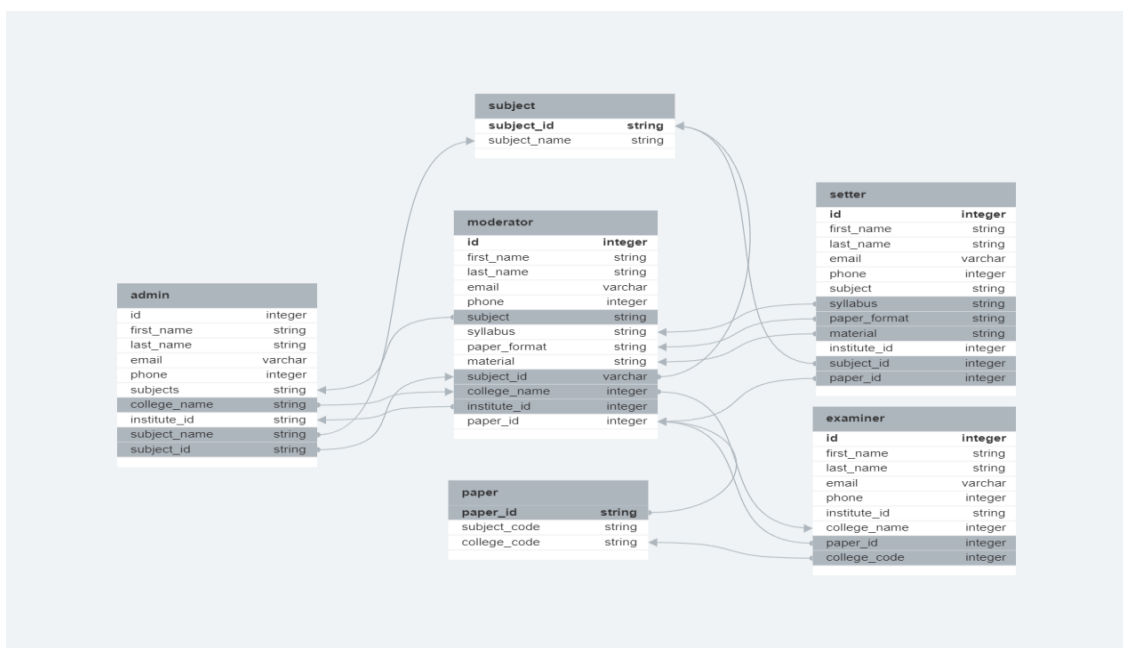 subject
subject_id string
subject_name string
setter
id integer
first_name string
last_name string
email varchar
phone integer
subject string
syllabus string
paper_format string
material string
institute_id integer
subject_id integer
paper_id integer
moderator
id integer
first_name string
last_name string
email varchar
phone integer
subject string
syllabus string
paper_format string
material string
subject_id varchar
college_name integer
institute_id integer
paper_id integer
admin
id integer
first_name string
last_name string
email varchar
phone integer
subjects string
college_name string
institute_id string
subject_name string
subject_id string
examiner
id integer
first_name string
last_name string
email varchar
phone integer
institute_id string
college_name integer
paper_id integer
college_code integer
paper
paper_id string
subject_code string
college_code string